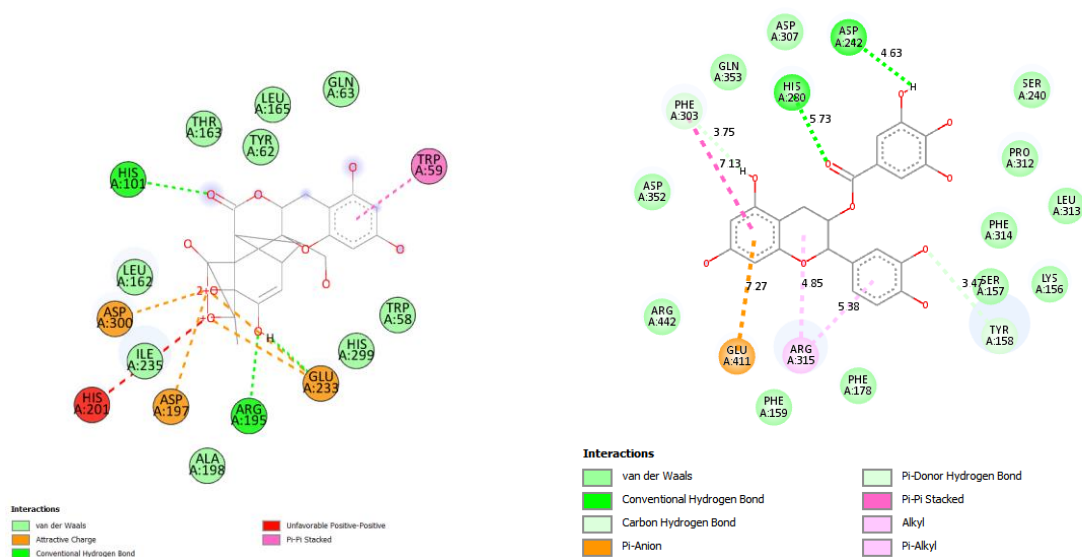 GLN
A:63
LEU
A:165
THR
A:163
TYR
A:62
TRP
A:59
HIS
A:101
LEU
A:162
ASP
A:300
TRP
A:58
ILE
A:235
HIS
A:299
GLU
A:233
HIS
A:201
ASP
A:197
ARG
A:195
ALA
A:198
O
O
O
O
O
O
O
H
Interactions
van der Waals
Attractive Charge
Conventional Hydrogen Bond
Unfavorable Positive-Positive
Pi-Pi Stacked
ASP
A:307
ASP
A:242
4 63
GLN
A:353
HIS
A:280
H
O
SER
A:240
PHE
A:303
5 73
3 75
7 13
H
O
O
O
PRO
A:312
ASP
A:352
LEU
A:313
PHE
A:314
O
O
7 27
4 85
5 38
3 47
SER
A:157
LYS
A:156
ARG
A:442
TYR
A:158
GLU
A:411
ARG
A:315
PHE
A:178
PHE
A:159
Interactions
van der Waals
Conventional Hydrogen Bond
Carbon Hydrogen Bond
Pi-Anion
Pi-Donor Hydrogen Bond
Pi-Pi Stacked
Alkyl
Pi-Alkyl